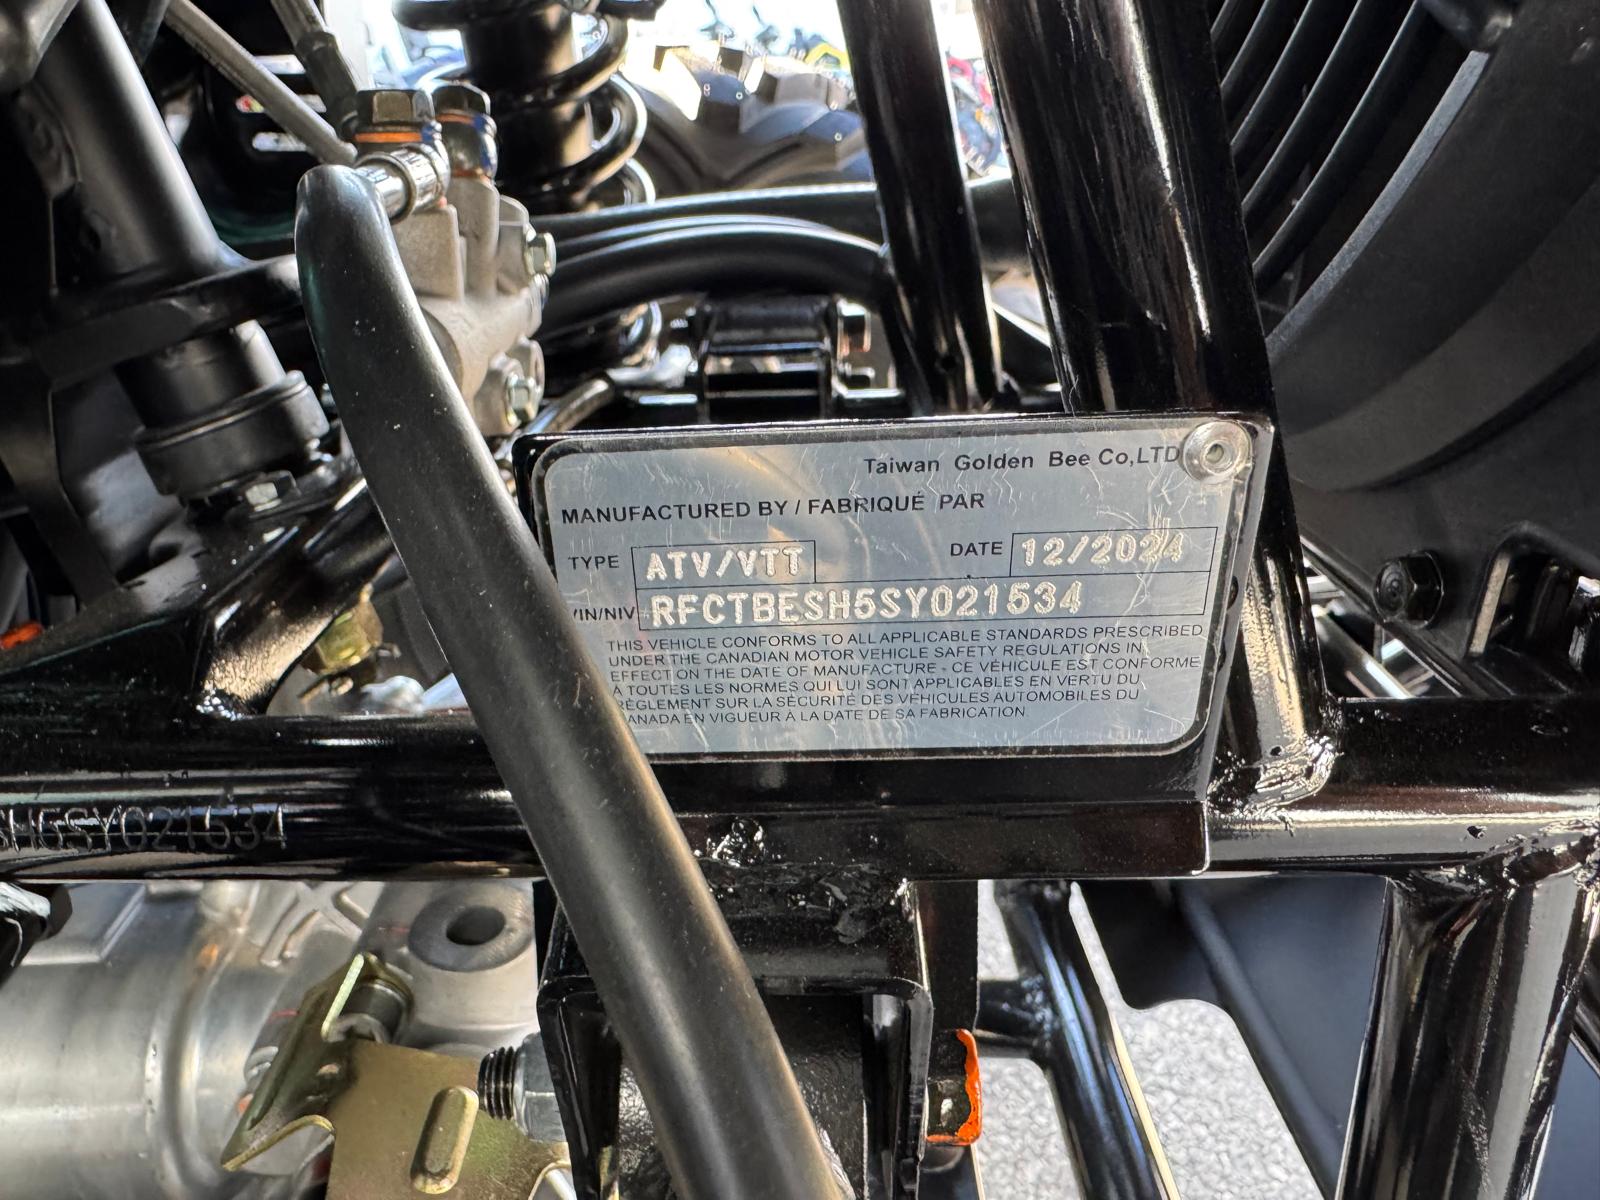 Taiwan Golden Bee Co,LTD
MANUFACTURED BY / FABRIQUÉ PAR
TYPE ATV/VTT DATE 12/2024
VIN/NIV RFCTBESH5SY021534
THIS VEHICLE CONFORMS TO ALL APPLICABLE STANDARDS PRESCRIBED
UNDER THE CANADIAN MOTOR VEHICLE SAFETY REGULATIONS IN
EFFECT ON THE DATE OF MANUFACTURE - CE VÉHICULE EST CONFORME
À TOUTES LES NORMES QUI LUI SONT APPLICABLES EN VERTU DU
RÈGLEMENT SUR LA SÉCURITÉ DES VÉHICULES AUTOMOBILES DU
CANADA EN VIGUEUR À LA DATE DE SA FABRICATION
SH5SY021534